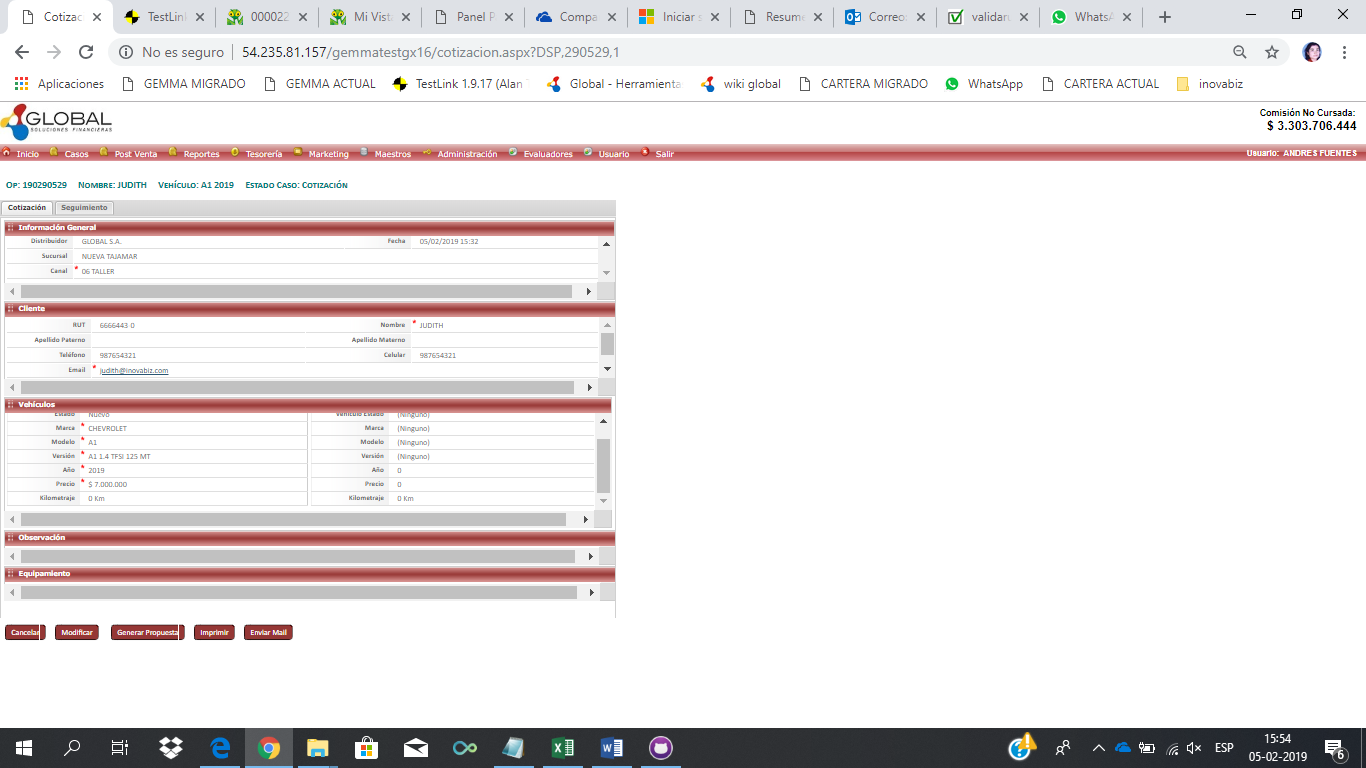 Cotizac
TestLink
000022
Mi Vist
Panel P
Compa
Iniciar s
Resume
Correo:
validaru
WhatsA
No es seguro | 54.235.81.157/gemmatestgx16/cotizacion.aspx?DSP,290529,1
Aplicaciones GEMMA MIGRADO GEMMA ACTUAL TestLink 1.9.17 (Alan Global - Herramienta wiki global CARTERA MIGRADO WhatsApp CARTERA ACTUAL inovabiz
GLOBAL
SOLUCIONES FINANCIERAS
Comisión No Cursada:
$ 3.303.706.444
Inicio Casos Post Venta Reportes Tesorería Marketing Maestros Administración Evaluadores Usuario Salir Usuario: ANDRES FUENTES
Op: 190290529 Nombre: JUDITH Vehículo: A1 2019 Estado Caso: Cotización
Cotización Seguimiento
Información General
Distribuidor GLOBAL S.A. Fecha 05/02/2019 15:32
Sucursal NUEVA TAJAMAR
Canal * 06 TALLER
Cliente
RUT 6666443-0 Nombre * JUDITH
Apellido Paterno Apellido Materno
Teléfono 987654321 Celular 987654321
Email * judith@inovabiz.com
Vehículos
Estado Nuevo Vehículo Estado (Ninguno)
Marca * CHEVROLET Marca (Ninguno)
Modelo * A1 Modelo (Ninguno)
Versión * A1 1.4 TFSI 125 MT Versión (Ninguno)
Año * 2019 Año 0
Precio * $ 7.000.000 Precio 0
Kilometraje 0 Km Kilometraje 0 Km
Observación
Equipamiento
Cancelar Modificar Generar Propuesta Imprimir Enviar Mail
ESP
15:54
05-02-2019
6